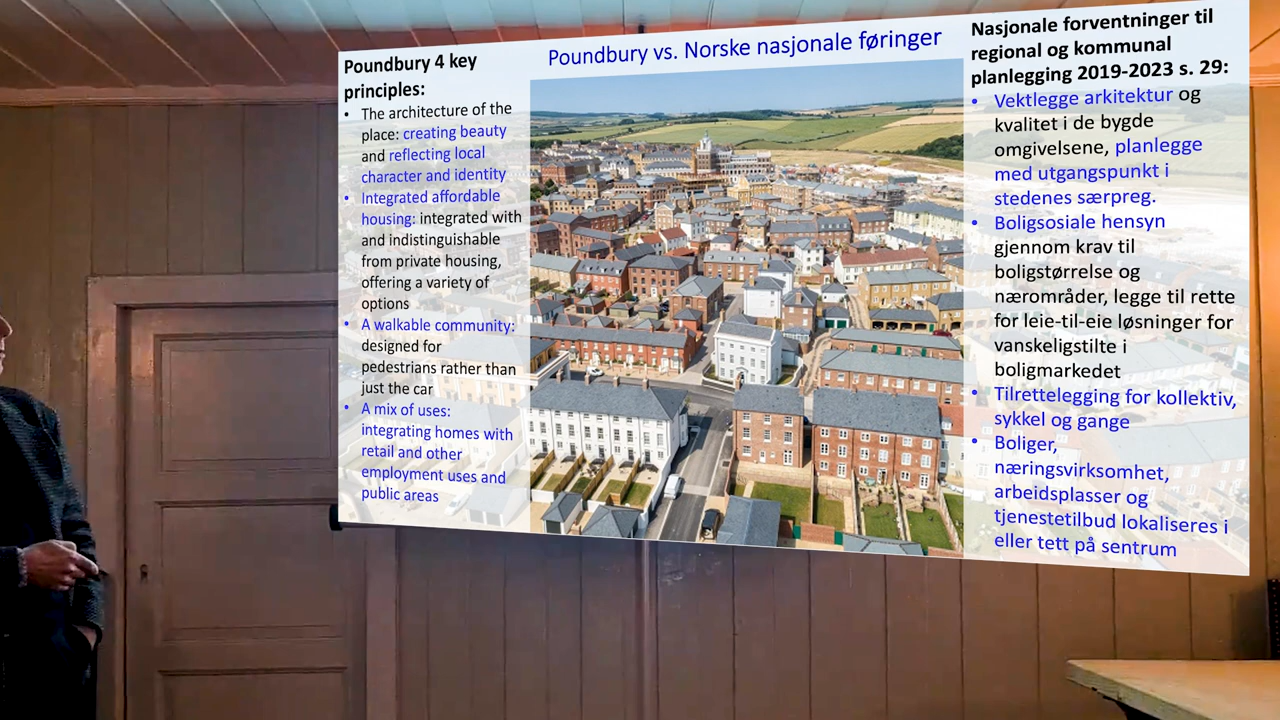 Poundbury 4 key
principles:
• The architecture of the
place: creating beauty
and reflecting local
character and identity
• Integrated affordable
housing: integrated with
and indistinguishable
from private housing,
offering a variety of
options
• A walkable community:
designed for
pedestrians rather than
just the car
• A mix of uses:
integrating homes with
retail and other
employment uses and
public areas
Poundbury vs. Norske nasjonale føringer
Nasjonale forventninger til
regional og kommunal
planlegging 2019-2023 s. 29:
• Vektlegge arkitektur og
kvalitet i de bygde
omgivelsene, planlegge
med utgangspunkt i
stedenes særpreg.
• Boligsosiale hensyn
gjennom krav til
boligstørrelse og
nærområder, legge til rette
for leie-til-eie løsninger for
vanskeligstilte i
boligmarkedet
• Tilrettelegging for kollektiv,
sykkel og gange
• Boliger,
næringsvirksomhet,
arbeidsplasser og
tjenestetilbud lokaliseres i
eller tett på sentrum